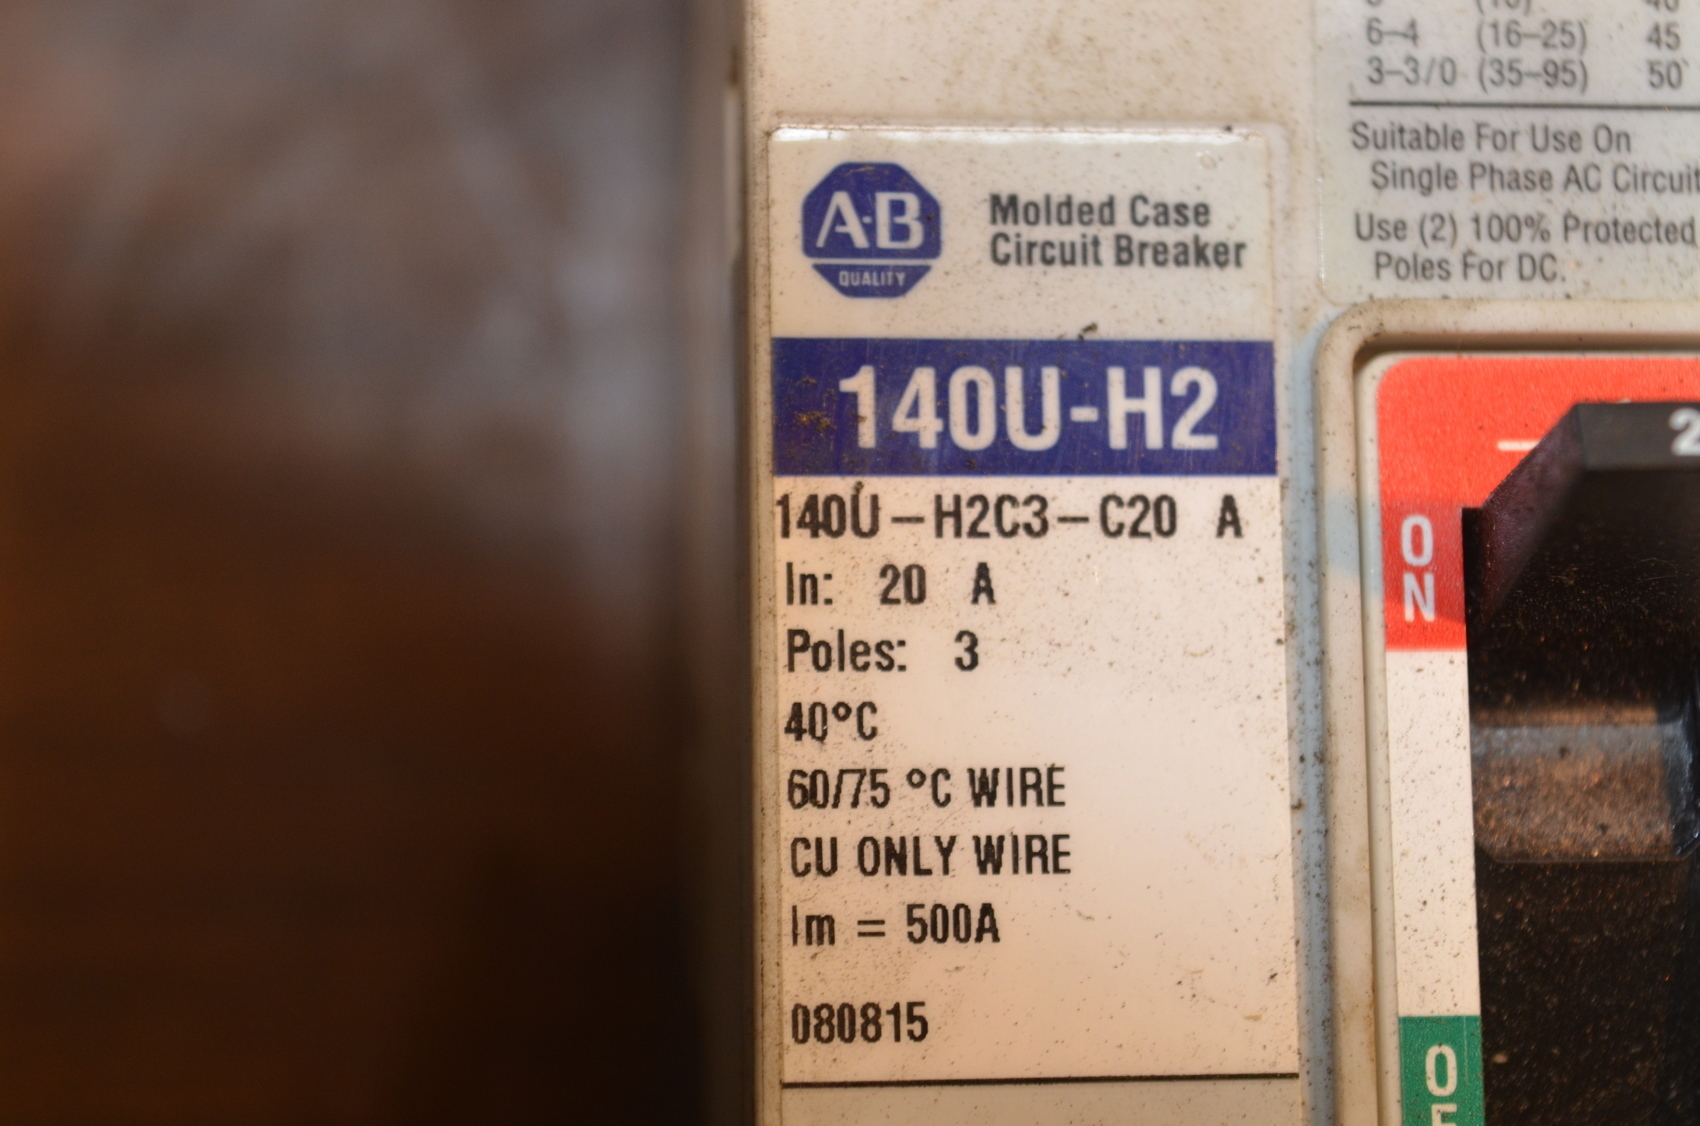 6–4 (16–25) 45
3–3/0 (35–95) 50
Suitable For Use On
Single Phase AC Circuit
Use (2) 100% Protected
Poles For DC.
A·B
QUALITY
Molded Case
Circuit Breaker
140U-H2
140U–H2C3–C20 A
In: 20 A
Poles: 3
40°C
60/75 °C WIRE
CU ONLY WIRE
Im = 500A
080815
2
ON
O